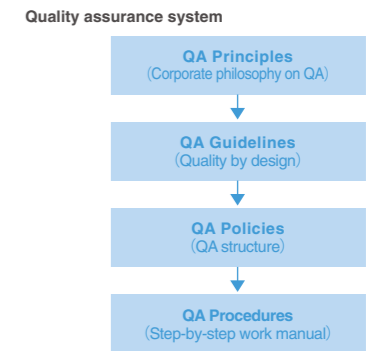 Quality assurance system
QA Principles
(Corporate philosophy on QA)
QA Guidelines
(Quality by design)
QA Policies
(QA structure)
QA Procedures
(Step-by-step work manual)